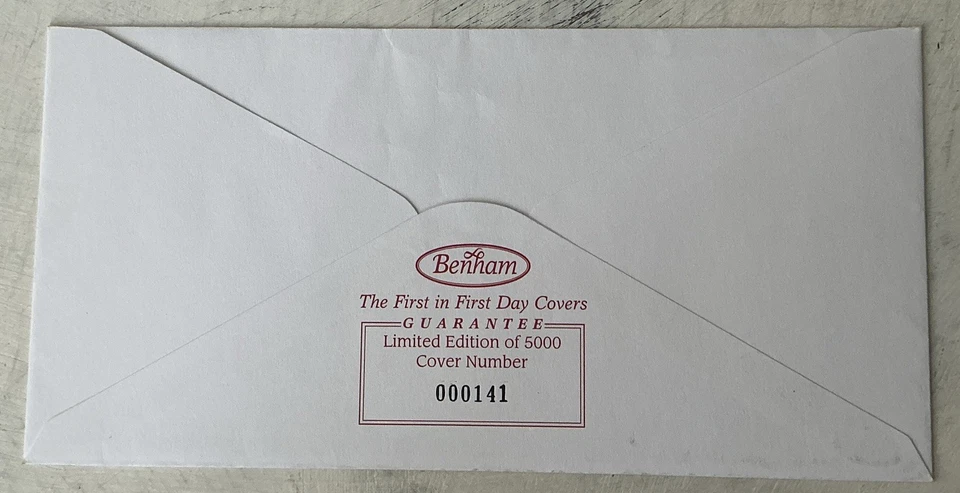 Benham
The First in First Day Covers
GUARANTEE
Limited Edition of 5000
Cover Number
000141